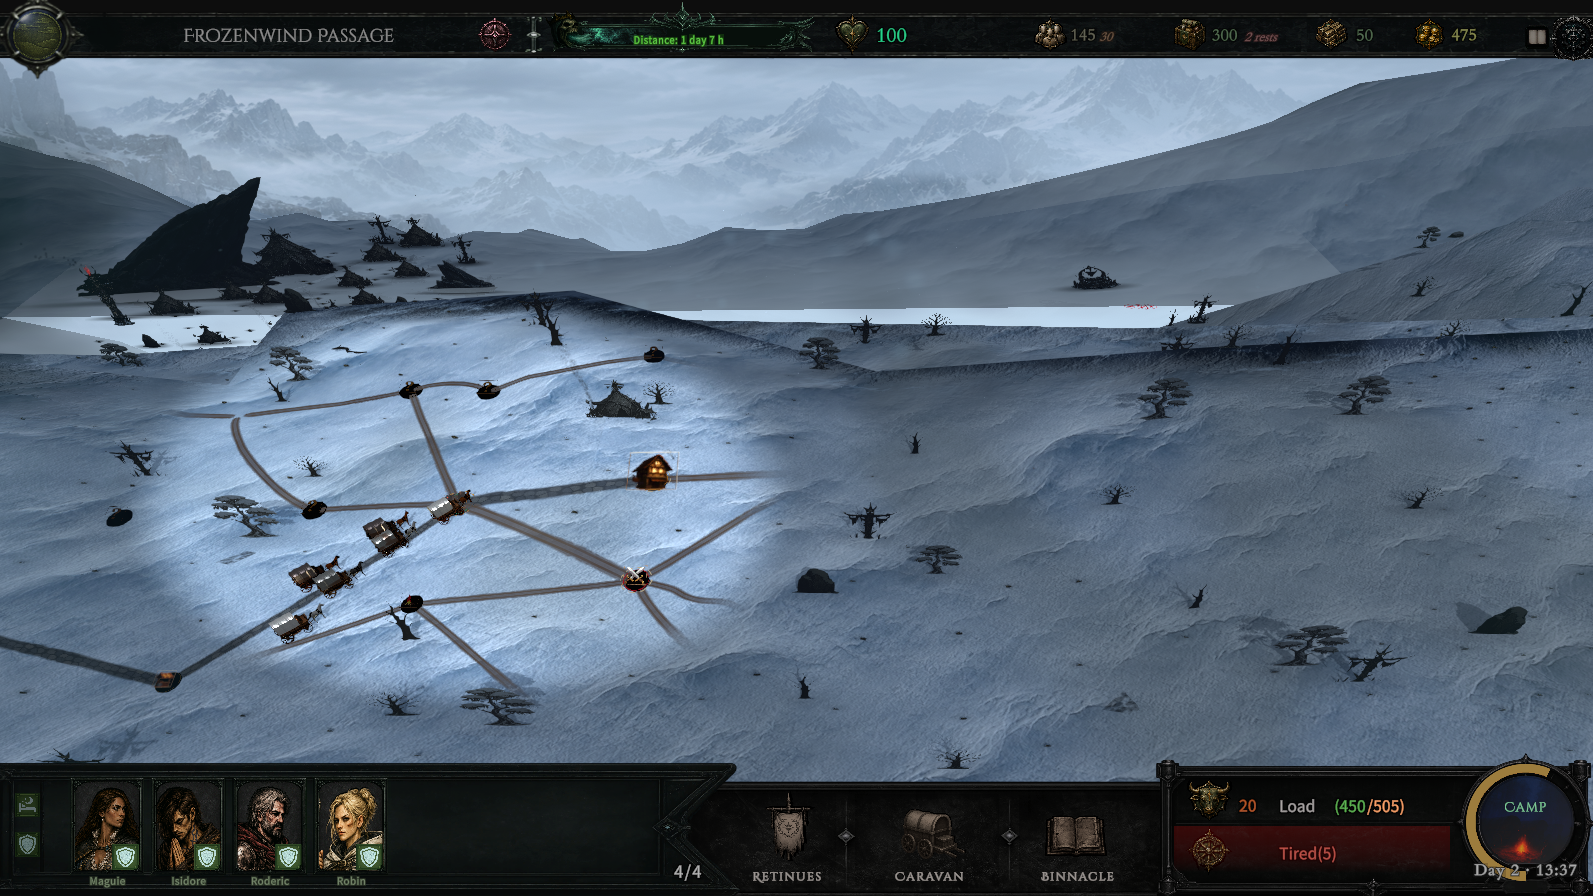 Frozenwind Passage
Distance: 1 day 7 h
100
145 30
300 2 rests
50
475
20 Load (450/505)
Tired(5)
CAMP
Day 2 · 13:37
Maguie
Isidore
Roderic
Robin
4/4
Retinues
Caravan
Binnacle